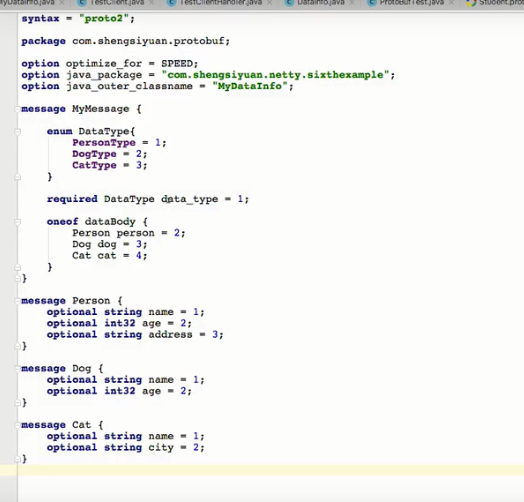 MyDataInfo.java TestClient.java TestClientHandler.java DataInfo.java ProtoBufTest.java Student.prot
syntax = "proto2";
package com.shengsiyuan.protobuf;
option optimize_for = SPEED;
option java_package = "com.shengsiyuan.netty.sixthexample";
option java_outer_classname = "MyDataInfo";
message MyMessage {
enum DataType{
PersonType = 1;
DogType = 2;
CatType = 3;
}
required DataType data_type = 1;
oneof dataBody {
Person person = 2;
Dog dog = 3;
Cat cat = 4;
}
}
message Person {
optional string name = 1;
optional int32 age = 2;
optional string address = 3;
}
message Dog {
optional string name = 1;
optional int32 age = 2;
}
message Cat {
optional string name = 1;
optional string city = 2;
}